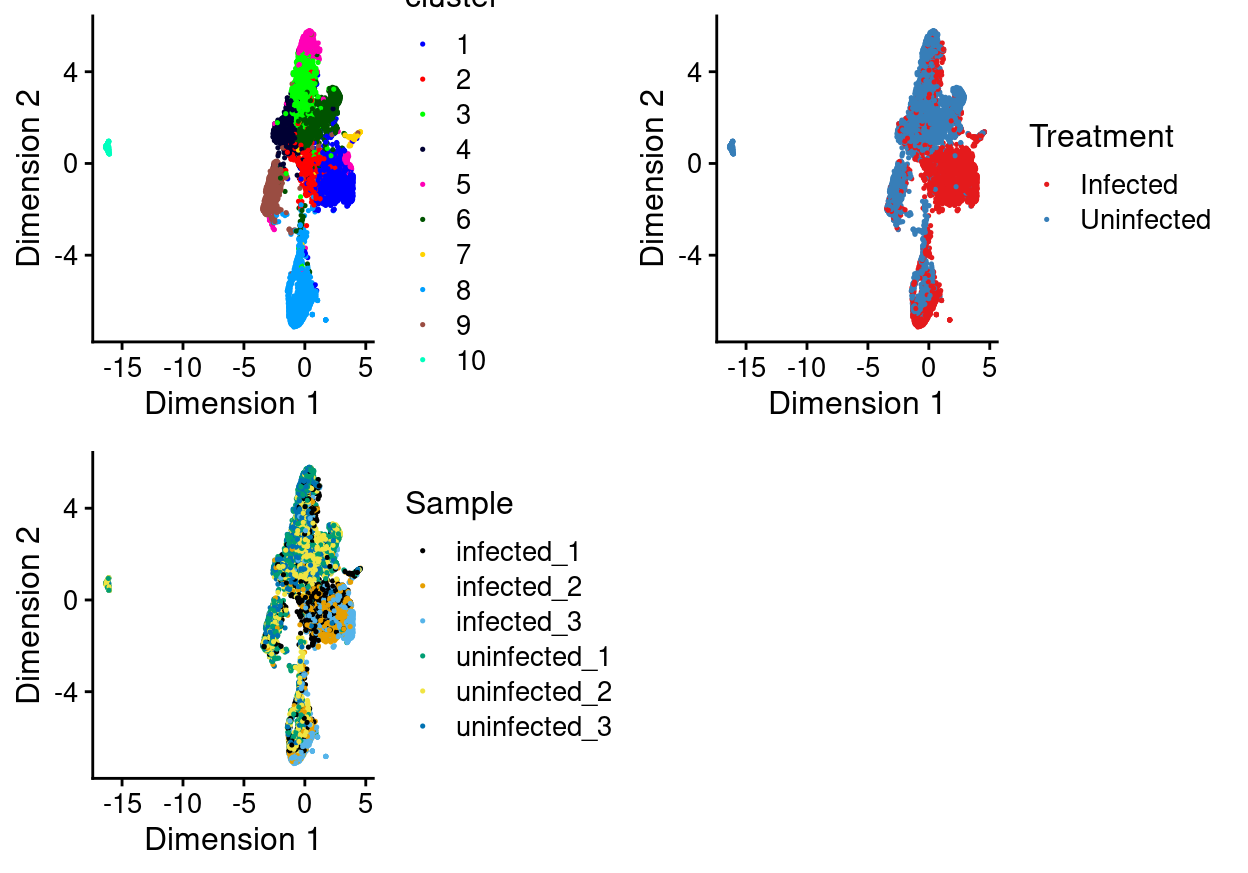 cluster
1
2
3
4
5
6
7
8
9
10
4
0
-4
Dimension 2
-15 -10 -5 0 5
Dimension 1
4
0
-4
Dimension 2
-15 -10 -5 0 5
Dimension 1
Treatment
Infected
Uninfected
4
0
-4
Dimension 2
-15 -10 -5 0 5
Dimension 1
Sample
infected_1
infected_2
infected_3
uninfected_1
uninfected_2
uninfected_3